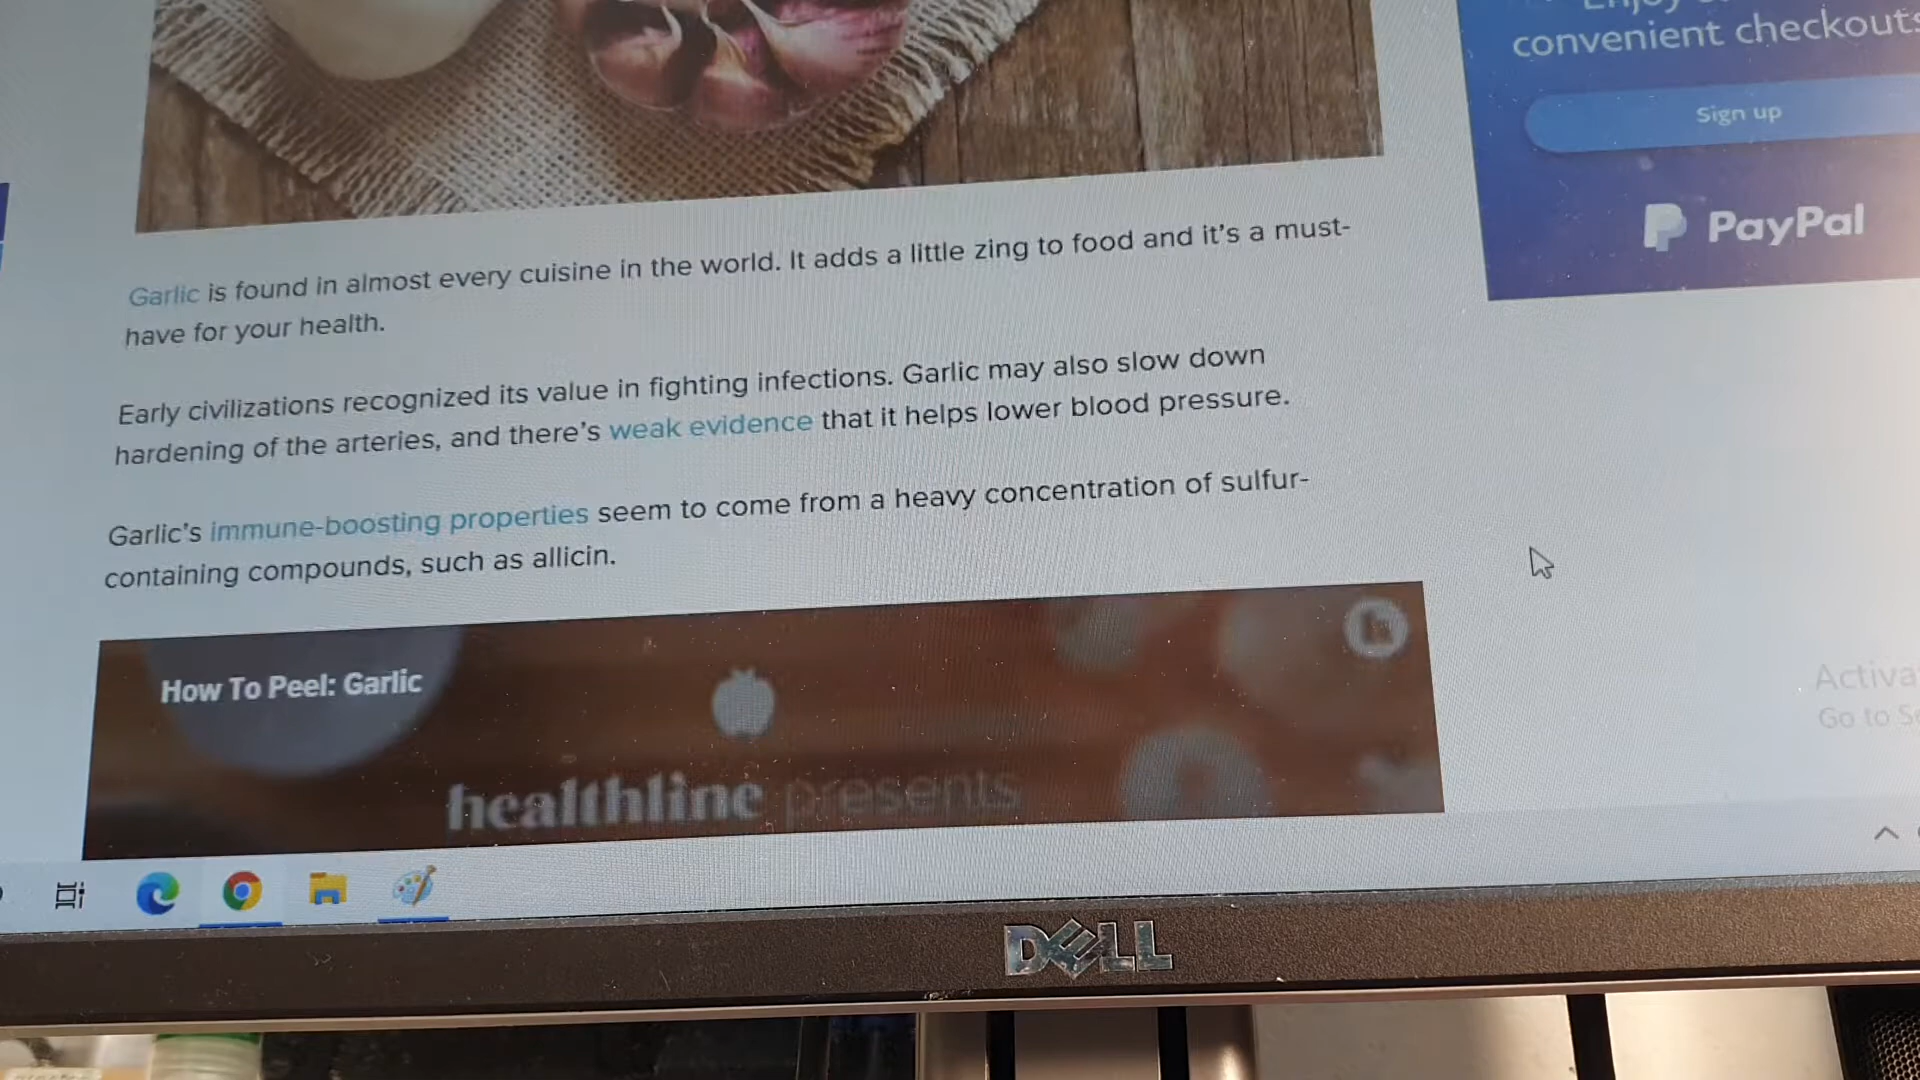 convenient checkouts
Sign up
PayPal
Garlic is found in almost every cuisine in the world. It adds a little zing to food and it's a must-
have for your health.
Early civilizations recognized its value in fighting infections. Garlic may also slow down
hardening of the arteries, and there's weak evidence that it helps lower blood pressure.
Garlic's immune-boosting properties seem to come from a heavy concentration of sulfur-
containing compounds, such as allicin.
How To Peel: Garlic
healthline presents
Go to
DELL